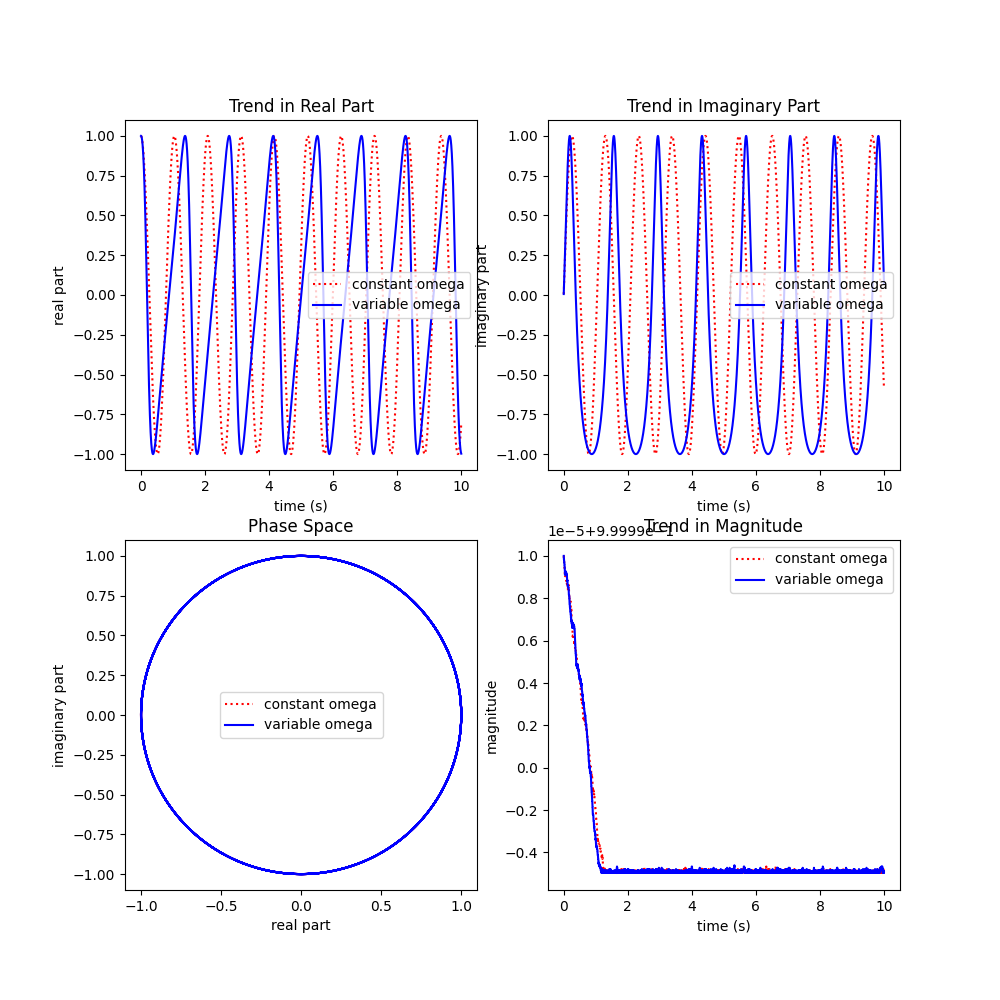 Trend in Real Part
1.00
0.75
0.50
0.25
0.00
−0.25
−0.50
−0.75
−1.00
real part
constant omega
variable omega
0 2 4 6 8 10
time (s)
Trend in Imaginary Part
1.00
0.75
0.50
0.25
0.00
−0.25
−0.50
−0.75
−1.00
imaginary part
constant omega
variable omega
0 2 4 6 8 10
time (s)
Phase Space
1.00
0.75
0.50
0.25
0.00
−0.25
−0.50
−0.75
−1.00
imaginary part
constant omega
variable omega
−1.0 −0.5 0.0 0.5 1.0
real part
Trend in Magnitude
1e−5+9.9999e−1
1.0
0.8
0.6
0.4
0.2
0.0
−0.2
−0.4
magnitude
constant omega
variable omega
0 2 4 6 8 10
time (s)